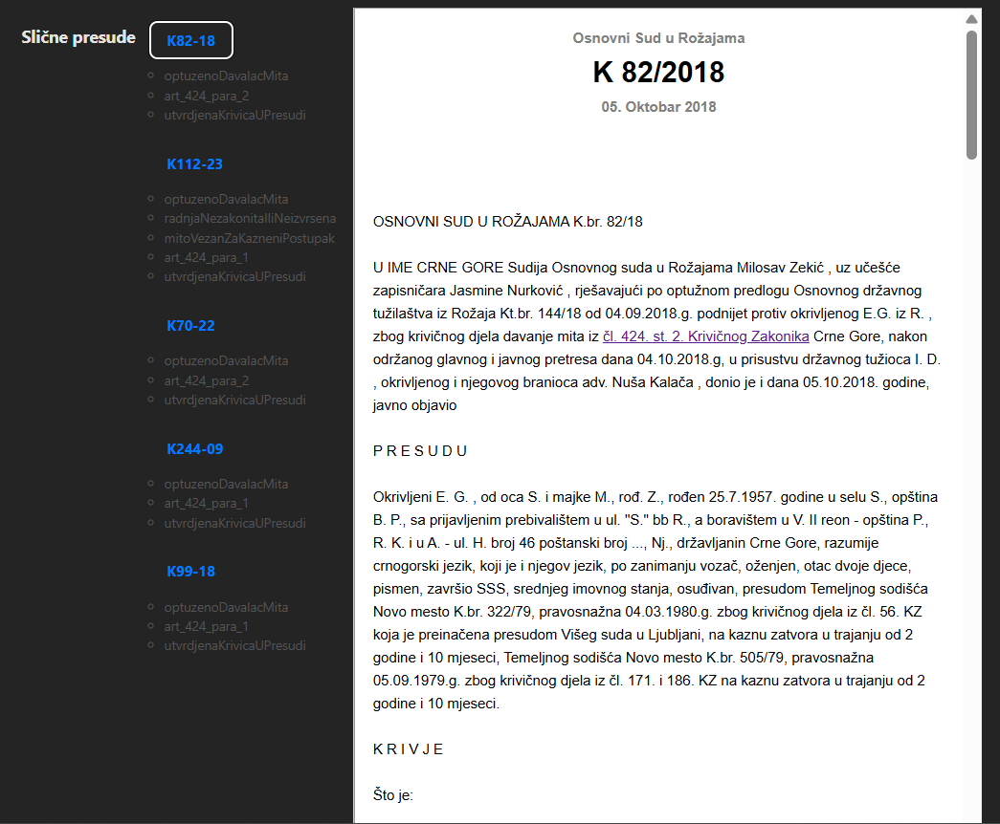 Slične presude
K82-18
optuzenoDavalacMita
art_424_para_2
utvrdjenaKrivicaUPresudi
K112-23
optuzenoDavalacMita
radnjaNezakonitaIliNeizvrsena
mitoVezanZaKazneniPostupak
art_424_para_1
utvrdjenaKrivicaUPresudi
K70-22
optuzenoDavalacMita
art_424_para_2
utvrdjenaKrivicaUPresudi
K244-09
optuzenoDavalacMita
art_424_para_1
utvrdjenaKrivicaUPresudi
K99-18
optuzenoDavalacMita
art_424_para_1
utvrdjenaKrivicaUPresudi
Osnovni Sud u Rožajama
K 82/2018
05. Oktobar 2018
OSNOVNI SUD U ROŽAJAMA K.br. 82/18
U IME CRNE GORE Sudija Osnovnog suda u Rožajama Milosav Zekić , uz učešće
zapisničara Jasmine Nurković , rješavajući po optužnom predlogu Osnovnog državnog
tužilaštva iz Rožaja Kt.br. 144/18 od 04.09.2018.g. podnijet protiv okrivljenog E.G. iz R. ,
zbog krivičnog djela davanje mita iz čl. 424. st. 2. Krivičnog Zakonika Crne Gore, nakon
održanog glavnog i javnog pretresa dana 04.10.2018.g, u prisustvu državnog tužioca I. D.
, okrivljenog i njegovog branioca adv. Nuša Kalača , donio je i dana 05.10.2018. godine,
javno objavio
P R E S U D U
Okrivljeni E. G. , od oca S. i majke M., rođ. Z., rođen 25.7.1957. godine u selu S., opština
B. P., sa prijavljenim prebivalištem u ul. "S." bb R., a boravištem u V. II reon - opština P.,
R. K. i u A. - ul. H. broj 46 poštanski broj ..., Nj., državljanin Crne Gore, razumije
crnogorski jezik, koji je i njegov jezik, po zanimanju vozač, oženjen, otac dvoje djece,
pismen, završio SSS, srednjeg imovnog stanja, osuđivan, presudom Temeljnog sodišća
Novo mesto K.br. 322/79, pravosnažna 04.03.1980.g. zbog krivičnog djela iz čl. 56. KZ
koja je preinačena presudom Višeg suda u Ljubljani, na kaznu zatvora u trajanju od 2
godine i 10 mjeseci, Temeljnog sodišća Novo mesto K.br. 505/79, pravosnažna
05.09.1979.g. zbog krivičnog djela iz čl. 171. i 186. KZ na kaznu zatvora u trajanju od 2
godine i 10 mjeseci.
K R I V J E
Što je: